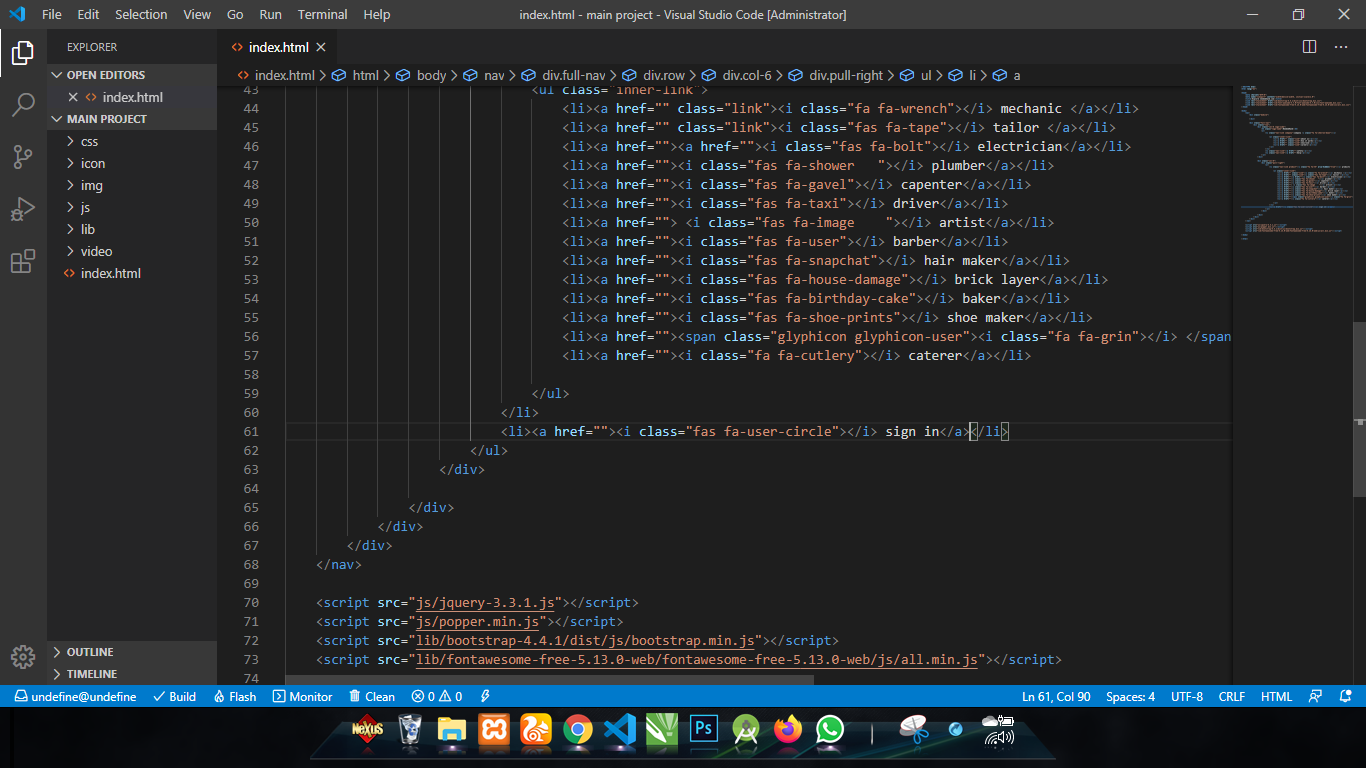 File Edit Selection View Go Run Terminal Help index.html - main project - Visual Studio Code [Administrator]
EXPLORER
OPEN EDITORS
index.html
MAIN PROJECT
css
icon
img
js
lib
video
index.html
OUTLINE
TIMELINE
index.html
index.html > html > body > nav > div.full-nav > div.row > div.col-6 > div.pull-right > ul > li > a
43 <ul class="inner-link">
44 <li><a href="" class="link"><i class="fa fa-wrench"></i> mechanic </a></li>
45 <li><a href="" class="link"><i class="fas fa-tape"></i> tailor </a></li>
46 <li><a href=""><a href=""><i class="fas fa-bolt"></i> electrician</a></li>
47 <li><a href=""><i class="fas fa-shower   "></i> plumber</a></li>
48 <li><a href=""><i class="fas fa-gavel"></i> capenter</a></li>
49 <li><a href=""><i class="fas fa-taxi"></i> driver</a></li>
50 <li><a href=""> <i class="fas fa-image    "></i> artist</a></li>
51 <li><a href=""><i class="fas fa-user"></i> barber</a></li>
52 <li><a href=""><i class="fas fa-snapchat"></i> hair maker</a></li>
53 <li><a href=""><i class="fas fa-house-damage"></i> brick layer</a></li>
54 <li><a href=""><i class="fas fa-birthday-cake"></i> baker</a></li>
55 <li><a href=""><i class="fas fa-shoe-prints"></i> shoe maker</a></li>
56 <li><a href=""><span class="glyphicon glyphicon-user"><i class="fa fa-grin"></i> </span
57 <li><a href=""><i class="fa fa-cutlery"></i> caterer</a></li>
58
59 </ul>
60 </li>
61 <li><a href=""><i class="fas fa-user-circle"></i> sign in</a></li>
62 </ul>
63 </div>
64
65 </div>
66 </div>
67 </div>
68 </nav>
69
70 <script src="js/jquery-3.3.1.js"></script>
71 <script src="js/popper.min.js"></script>
72 <script src="lib/bootstrap-4.4.1/dist/js/bootstrap.min.js"></script>
73 <script src="lib/fontawesome-free-5.13.0-web/fontawesome-free-5.13.0-web/js/all.min.js"></script>
74
undefine@undefine Build Flash Monitor Clean 0 0 Ln 61, Col 90 Spaces: 4 UTF-8 CRLF HTML
NeXuS Ps